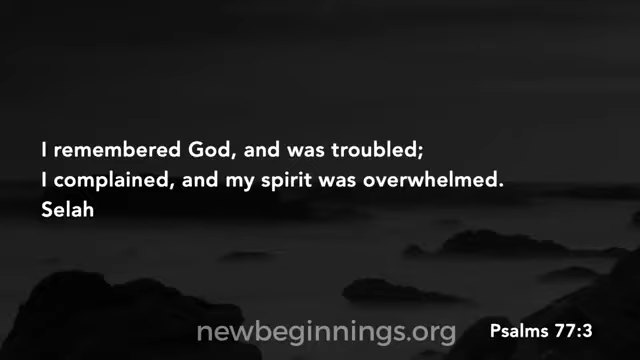 I remembered God, and was troubled;
I complained, and my spirit was overwhelmed.
Selah
newbeginnings.org
Psalms 77:3